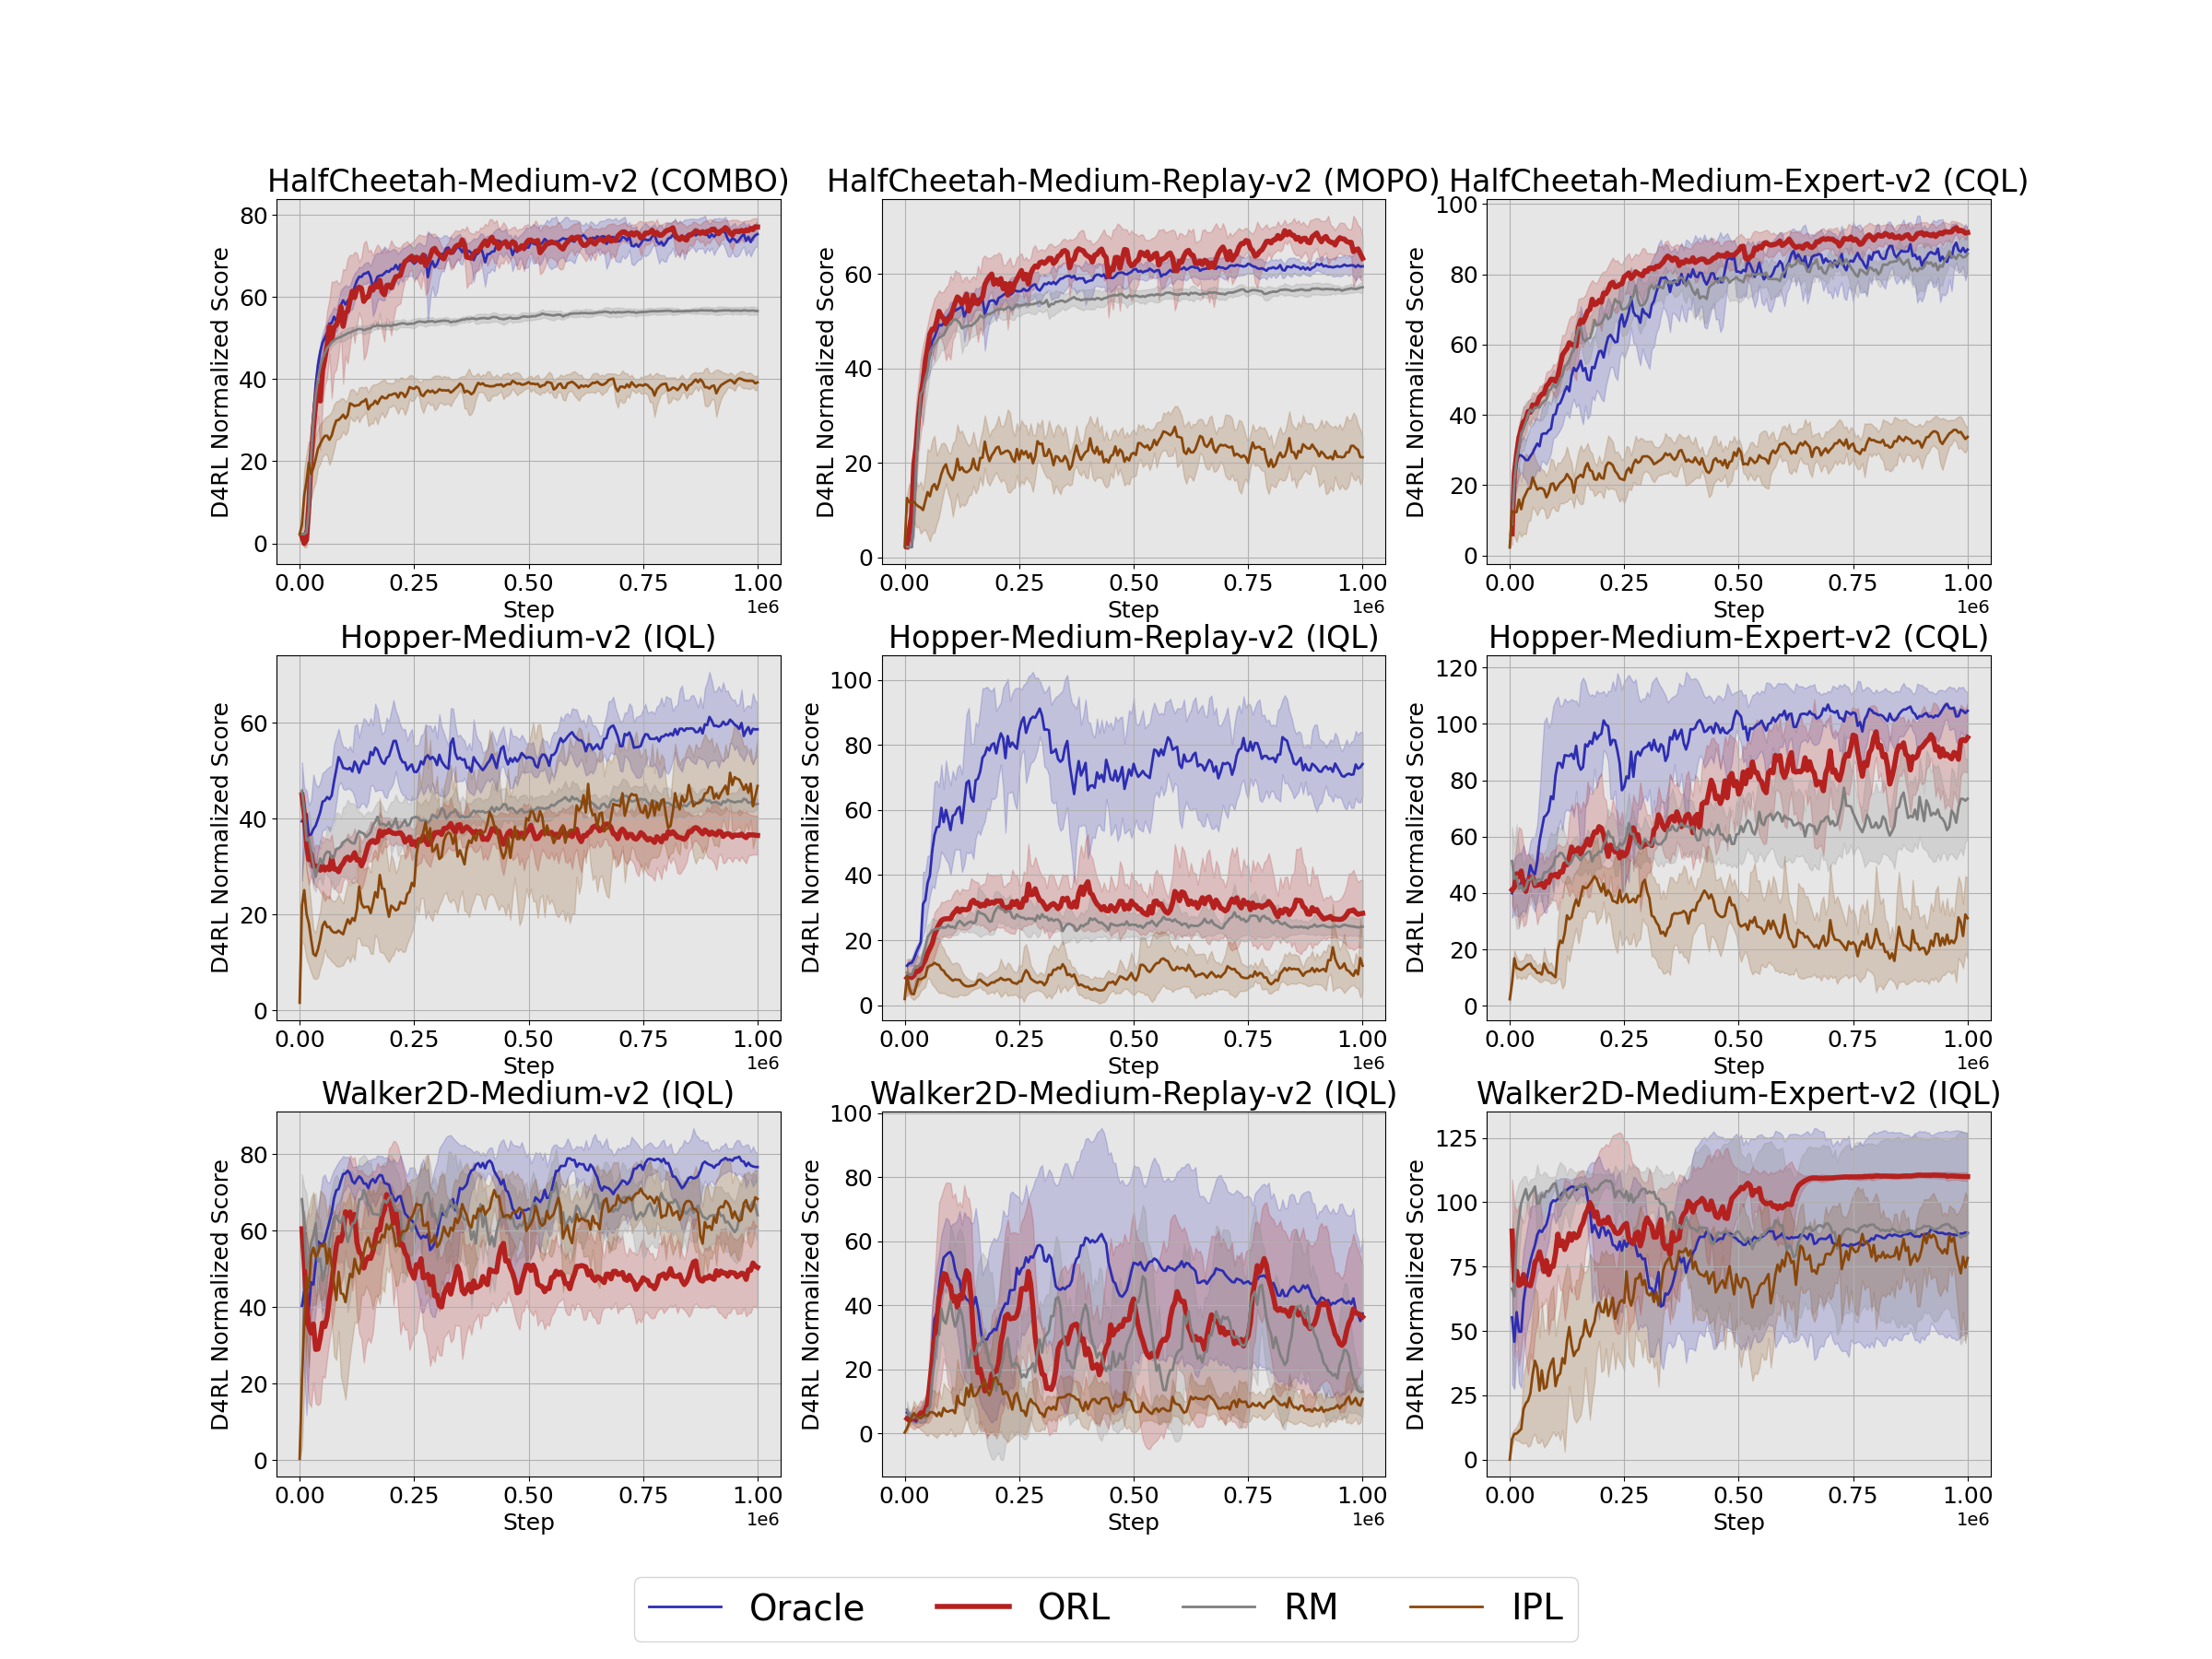 HalfCheetah-Medium-v2 (COMBO)
D4RL Normalized Score
80
60
40
20
0
0.00 0.25 0.50 0.75 1.00
Step
1e6
HalfCheetah-Medium-Replay-v2 (MOPO)
D4RL Normalized Score
60
40
20
0
0.00 0.25 0.50 0.75 1.00
Step
1e6
HalfCheetah-Medium-Expert-v2 (CQL)
D4RL Normalized Score
100
80
60
40
20
0
0.00 0.25 0.50 0.75 1.00
Step
1e6
Hopper-Medium-v2 (IQL)
D4RL Normalized Score
60
40
20
0
0.00 0.25 0.50 0.75 1.00
Step
1e6
Hopper-Medium-Replay-v2 (IQL)
D4RL Normalized Score
100
80
60
40
20
0
0.00 0.25 0.50 0.75 1.00
Step
1e6
Hopper-Medium-Expert-v2 (CQL)
D4RL Normalized Score
120
100
80
60
40
20
0
0.00 0.25 0.50 0.75 1.00
Step
1e6
Walker2D-Medium-v2 (IQL)
D4RL Normalized Score
80
60
40
20
0
0.00 0.25 0.50 0.75 1.00
Step
1e6
Walker2D-Medium-Replay-v2 (IQL)
D4RL Normalized Score
100
80
60
40
20
0
0.00 0.25 0.50 0.75 1.00
Step
1e6
Walker2D-Medium-Expert-v2 (IQL)
D4RL Normalized Score
125
100
75
50
25
0
0.00 0.25 0.50 0.75 1.00
Step
1e6
Oracle ORL RM IPL